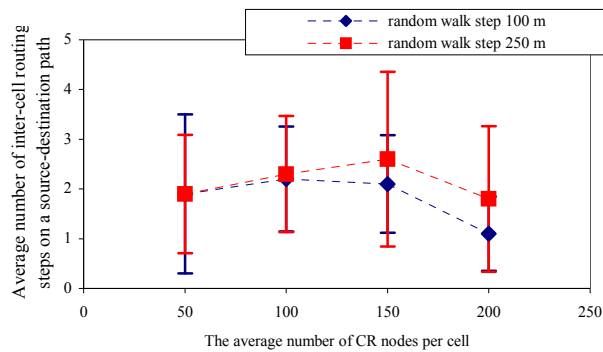 random walk step 100 m
random walk step 250 m
Average number of inter-cell routing
steps on a source-destination path
5
4
3
2
1
0
0
50
100
150
200
250
The average number of CR nodes per cell